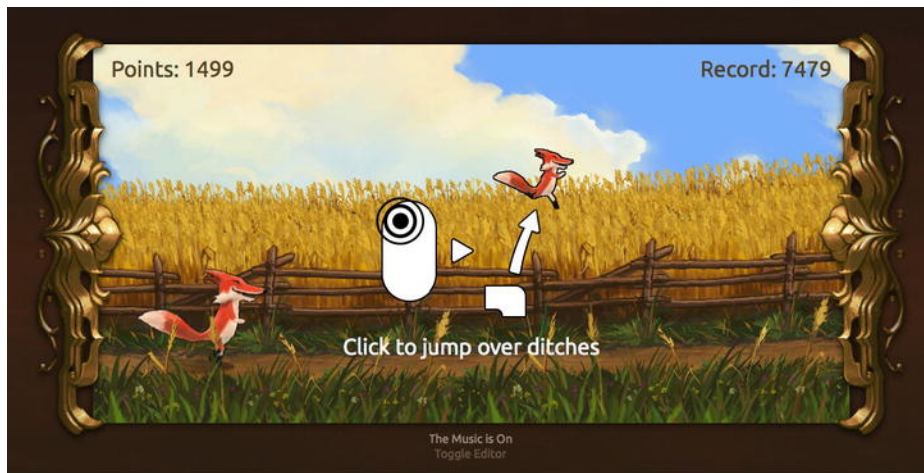 Points: 1499
Record: 7479
Click to jump over ditches
The Music is On
Toggle Editor